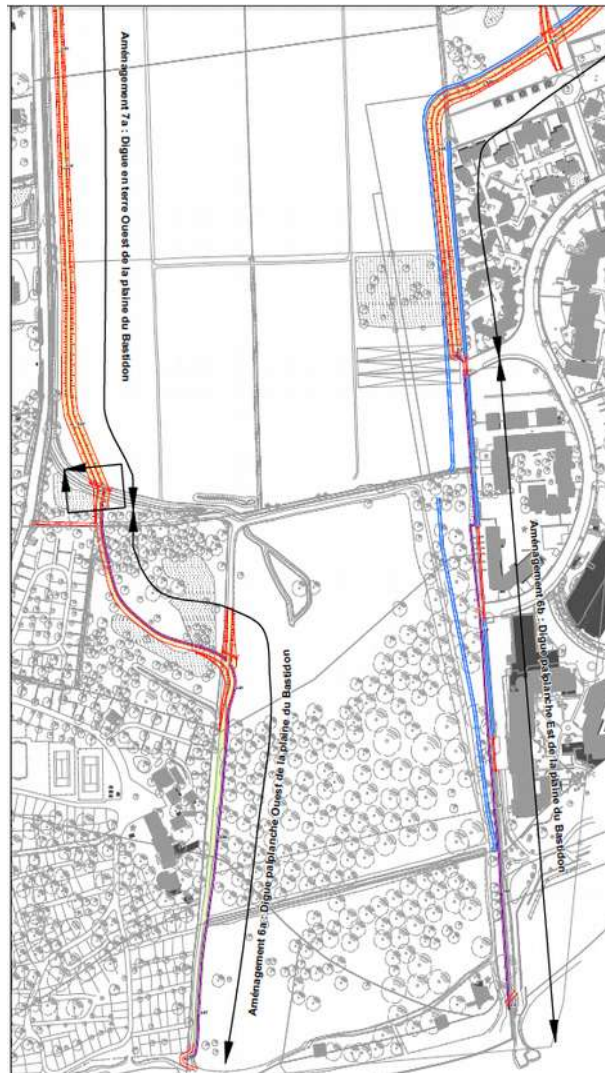 Aménagement 7a : Digue en terre Ouest de la plaine du Bastidon
Aménagement 6b : Digue palplanche Est de la plaine du Bastidon
Aménagement 6a : Digue palplanche Ouest de la plaine du Bastidon